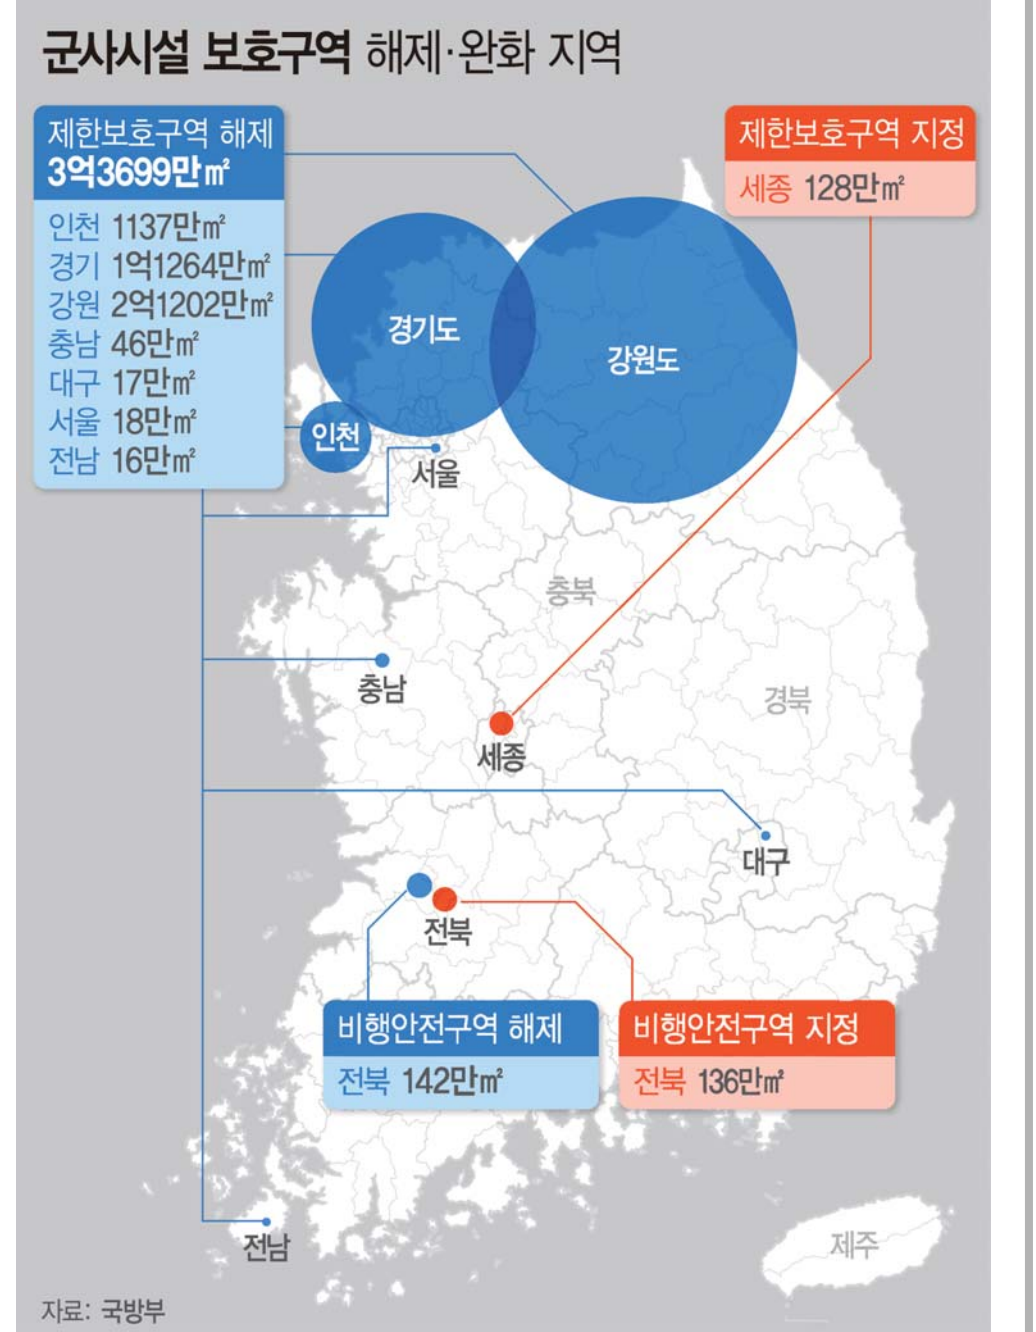 군사시설 보호구역 해제·완화 지역
제한보호구역 해제
3억3699만㎡
인천 1137만㎡
경기 1억1264만㎡
강원 2억1202만㎡
충남 46만㎡
대구 17만㎡
서울 18만㎡
전남 16만㎡
제한보호구역 지정
세종 128만㎡
경기도
강원도
인천
서울
충북
충남
경북
세종
대구
전북
비행안전구역 해제
전북 142만㎡
비행안전구역 지정
전북 136만㎡
전남
제주
자료: 국방부